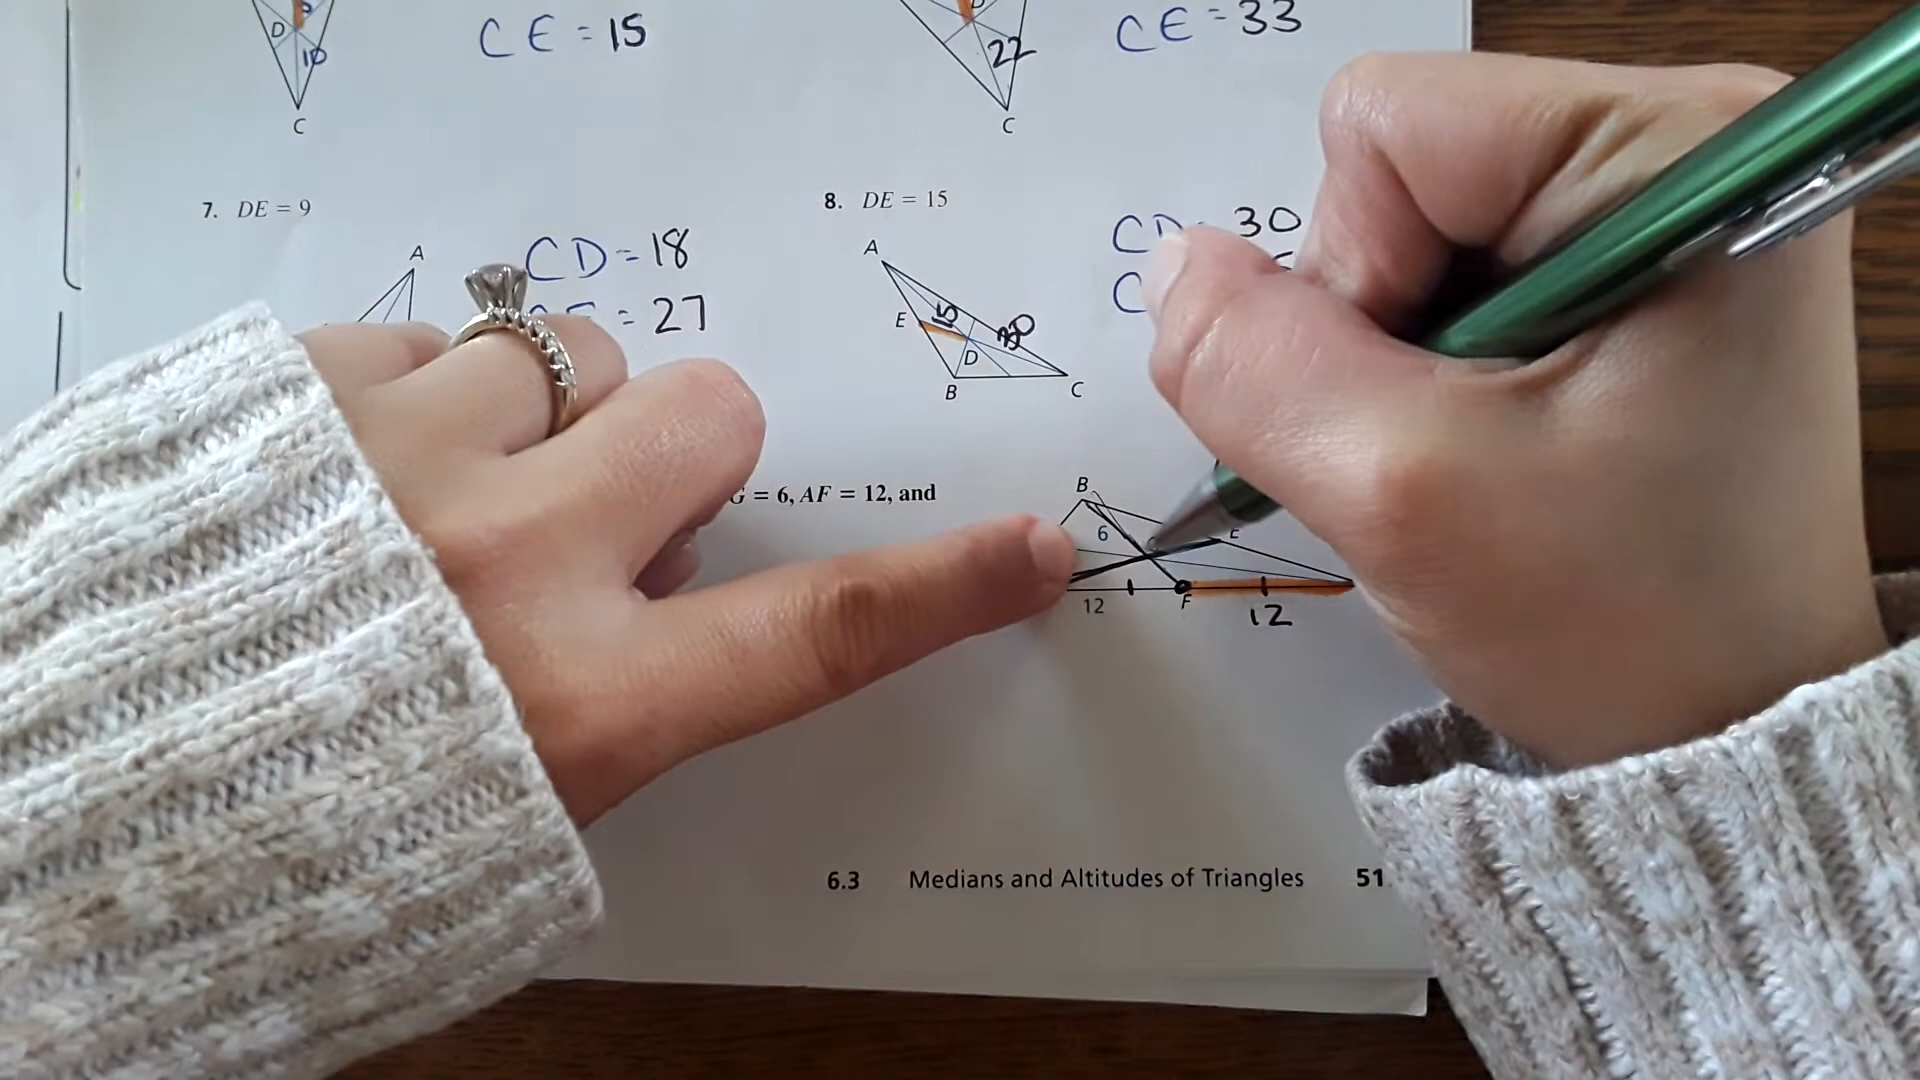 D
10
C
CE = 15
22
C
CE = 33
7. DE = 9
A
CD = 18
= 27
8. DE = 15
A
E
15
D
30
B
C
CD = 30
C
= 6, AF = 12, and
B
6
E
12
F
12
6.3 Medians and Altitudes of Triangles 51